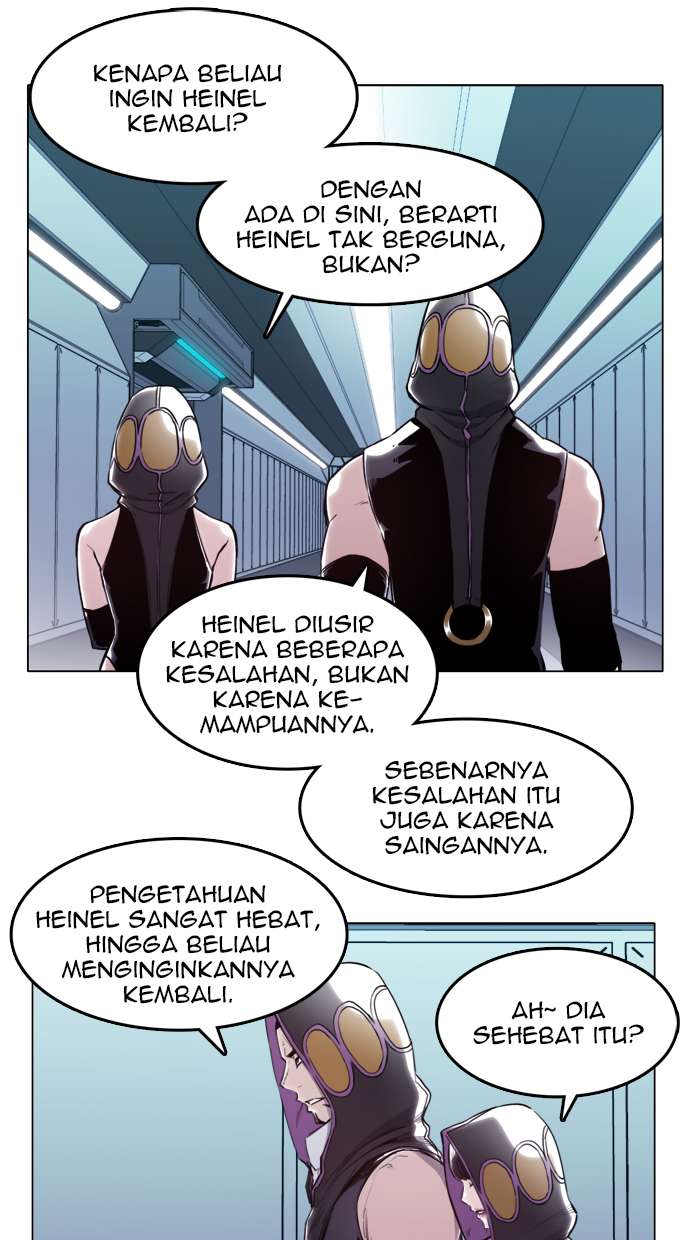 KENAPA BELIAU
INGIN HEINEL
KEMBALI?
DENGAN
ADA DI SINI, BERARTI
HEINEL TAK BERGUNA,
BUKAN?
HEINEL DIUSIR
KARENA BEBERAPA
KESALAHAN, BUKAN
KARENA KE-
MAMPUANNYA.
SEBENARNYA
KESALAHAN ITU
JUGA KARENA
SAINGANNYA.
PENGETAHUAN
HEINEL SANGAT HEBAT,
HINGGA BELIAU
MENGINGINKANNYA
KEMBALI.
AH~ DIA
SEHEBAT ITU?